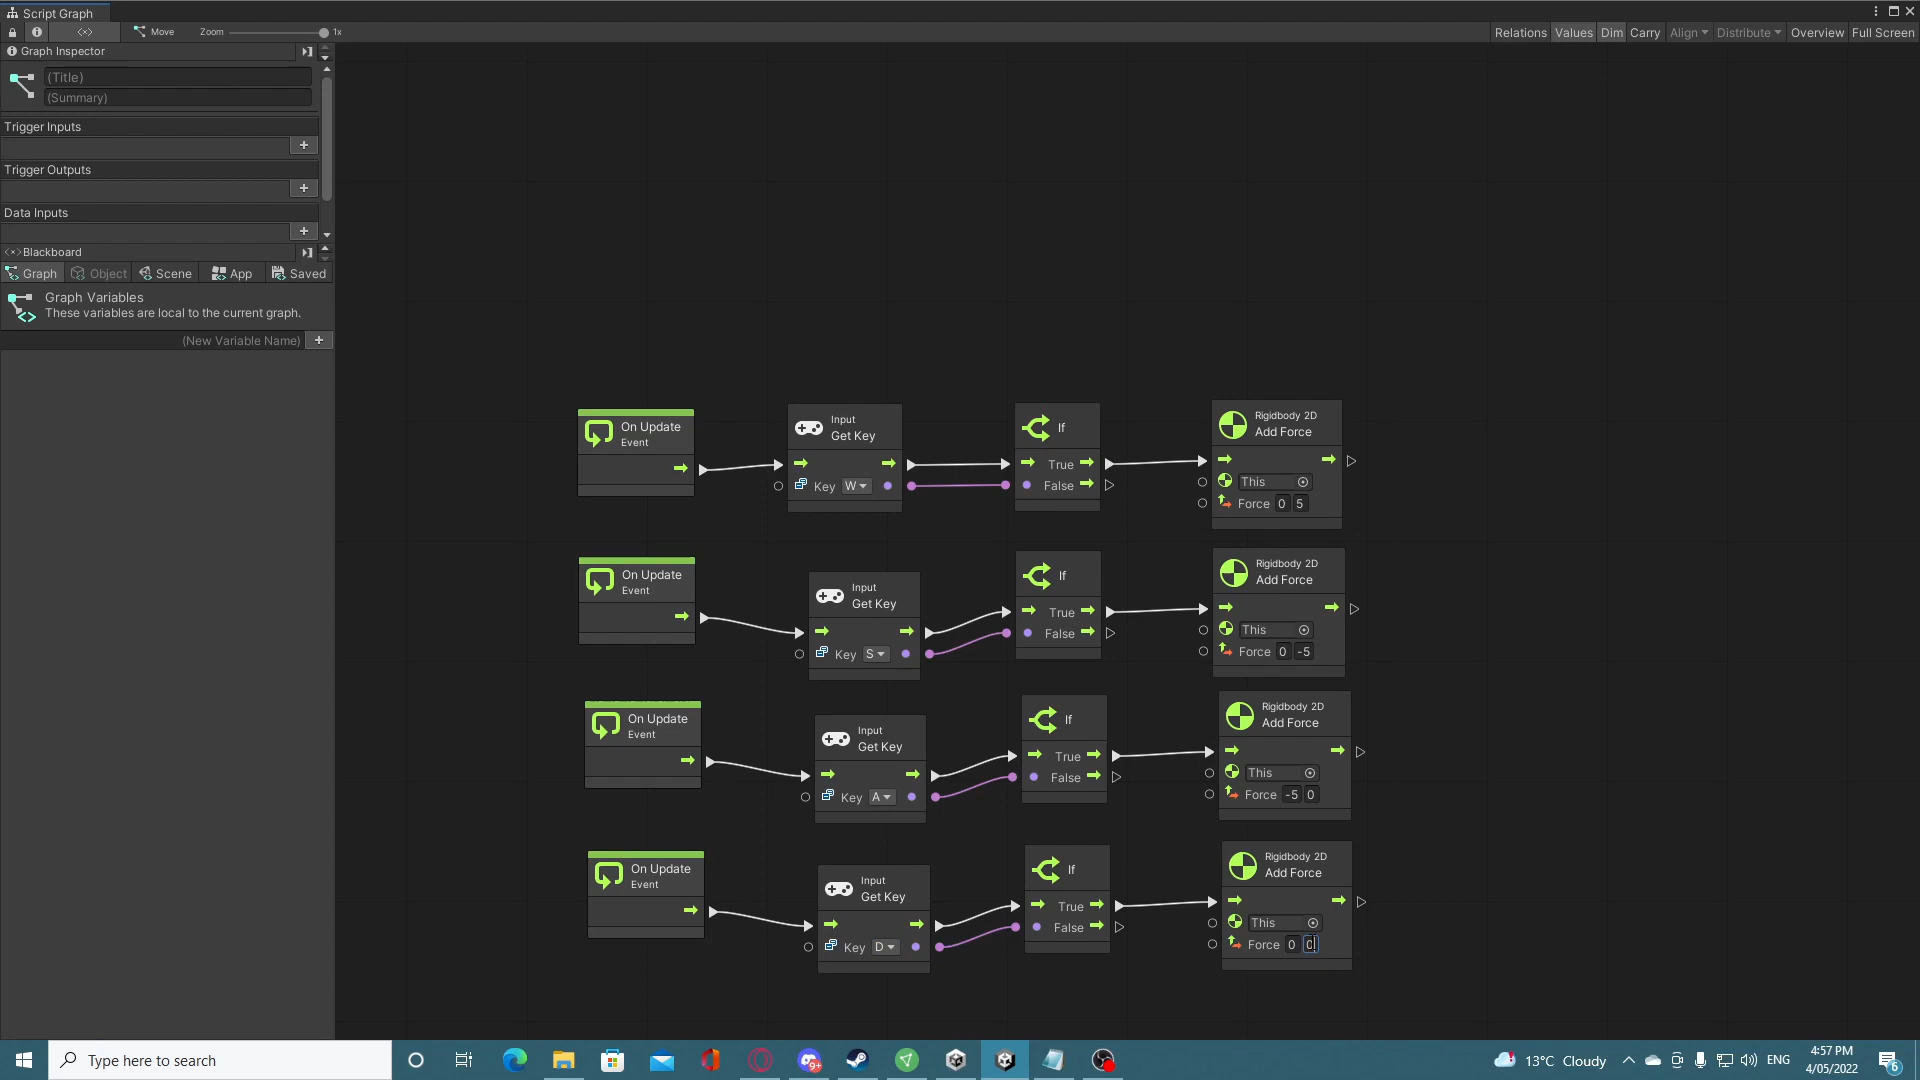 Script Graph
Move
Zoom
1x
Relations
Values
Dim
Carry
Align
Distribute
Overview
Full Screen
Graph Inspector
(Title)
(Summary)
Trigger Inputs
+
Trigger Outputs
+
Data Inputs
+
Blackboard
Graph
Object
Scene
App
Saved
Graph Variables
These variables are local to the current graph.
(New Variable Name)
+
On Update
Event
Input
Get Key
Key W
If
True
False
Rigidbody 2D
Add Force
This
Force 0 5
On Update
Event
Input
Get Key
Key S
If
True
False
Rigidbody 2D
Add Force
This
Force 0 -5
On Update
Event
Input
Get Key
Key A
If
True
False
Rigidbody 2D
Add Force
This
Force -5 0
On Update
Event
Input
Get Key
Key D
If
True
False
Rigidbody 2D
Add Force
This
Force 0 0
Type here to search
9+
13°C Cloudy
ENG
4:57 PM
4/05/2022
6